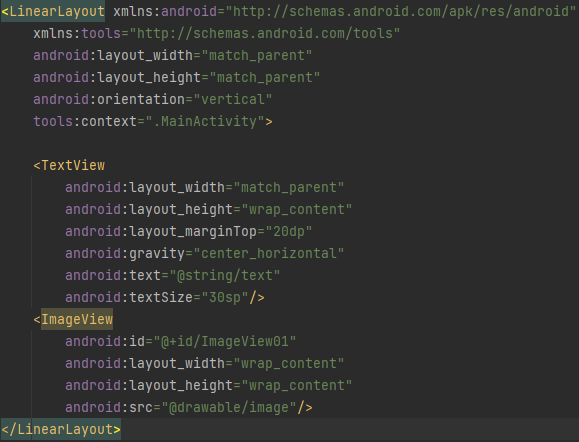 <LinearLayout xmlns:android="http://schemas.android.com/apk/res/android"
    xmlns:tools="http://schemas.android.com/tools"
    android:layout_width="match_parent"
    android:layout_height="match_parent"
    android:orientation="vertical"
    tools:context=".MainActivity">

    <TextView
        android:layout_width="match_parent"
        android:layout_height="wrap_content"
        android:layout_marginTop="20dp"
        android:gravity="center_horizontal"
        android:text="@string/text"
        android:textSize="30sp"/>
    <ImageView
        android:id="@+id/ImageView01"
        android:layout_width="wrap_content"
        android:layout_height="wrap_content"
        android:src="@drawable/image"/>
</LinearLayout>